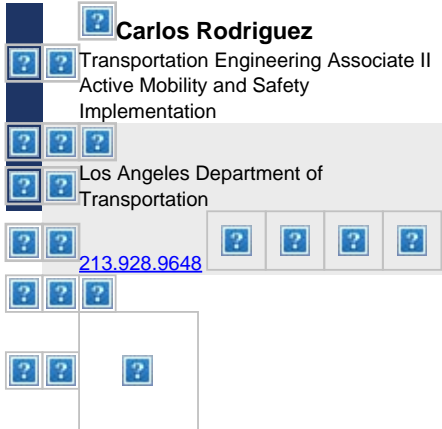 Carlos Rodriguez
Transportation Engineering Associate II
Active Mobility and Safety
Implementation
Los Angeles Department of
Transportation
213.928.9648